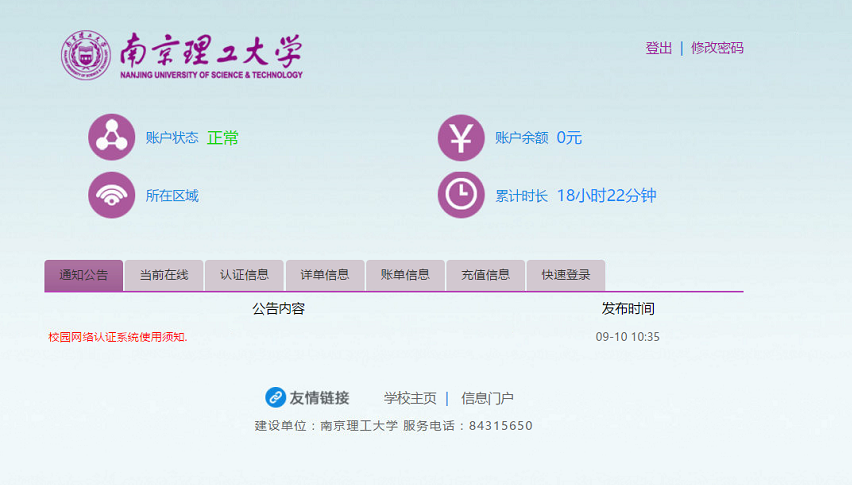 南京理工大学
NANJING UNIVERSITY OF SCIENCE & TECHNOLOGY
登出 | 修改密码
账户状态 正常
账户余额 0元
所在区域
累计时长 18小时22分钟
通知公告 当前在线 认证信息 详单信息 账单信息 充值信息 快速登录
公告内容 发布时间
校园网络认证系统使用须知. 09-10 10:35
友情链接 学校主页 | 信息门户
建设单位：南京理工大学 服务电话：84315650